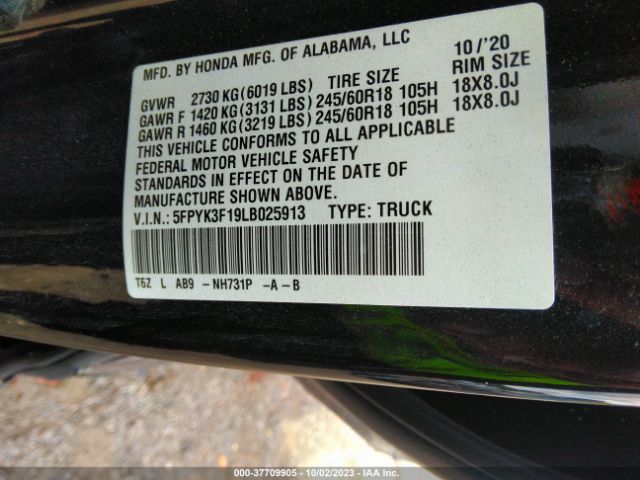 MFD. BY HONDA MFG. OF ALABAMA, LLC 10/'20
GVWR 2730 KG (6019 LBS) TIRE SIZE RIM SIZE
GAWR F 1420 KG (3131 LBS) 245/60R18 105H 18X8.0J
GAWR R 1460 KG (3219 LBS) 245/60R18 105H 18X8.0J
THIS VEHICLE CONFORMS TO ALL APPLICABLE
FEDERAL MOTOR VEHICLE SAFETY
STANDARDS IN EFFECT ON THE DATE OF
MANUFACTURE SHOWN ABOVE.
V.I.N.: 5FPYK3F19LB025913 TYPE: TRUCK
T6Z L AB9 -NH731P -A-B
000-37709905 | 10/02/2023 | IAA Inc.